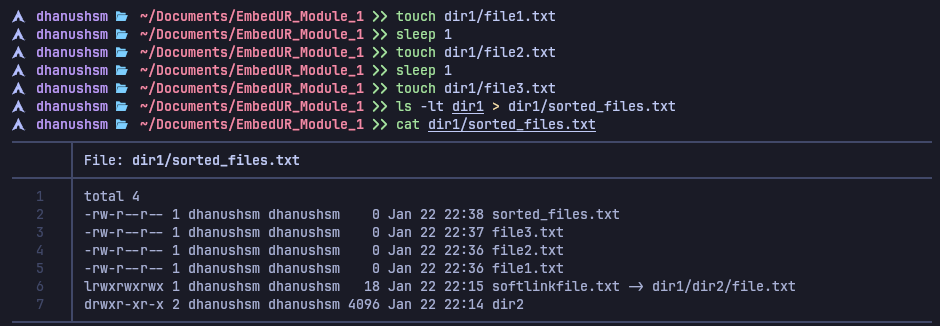 dhanushsm ~/Documents/EmbedUR_Module_1 >> touch dir1/file1.txt
dhanushsm ~/Documents/EmbedUR_Module_1 >> sleep 1
dhanushsm ~/Documents/EmbedUR_Module_1 >> touch dir1/file2.txt
dhanushsm ~/Documents/EmbedUR_Module_1 >> sleep 1
dhanushsm ~/Documents/EmbedUR_Module_1 >> touch dir1/file3.txt
dhanushsm ~/Documents/EmbedUR_Module_1 >> ls -lt dir1 > dir1/sorted_files.txt
dhanushsm ~/Documents/EmbedUR_Module_1 >> cat dir1/sorted_files.txt
File: dir1/sorted_files.txt
1 total 4
2 -rw-r--r-- 1 dhanushsm dhanushsm 0 Jan 22 22:38 sorted_files.txt
3 -rw-r--r-- 1 dhanushsm dhanushsm 0 Jan 22 22:37 file3.txt
4 -rw-r--r-- 1 dhanushsm dhanushsm 0 Jan 22 22:36 file2.txt
5 -rw-r--r-- 1 dhanushsm dhanushsm 0 Jan 22 22:36 file1.txt
6 lrwxrwxrwx 1 dhanushsm dhanushsm 18 Jan 22 22:15 softlinkfile.txt -> dir1/dir2/file.txt
7 drwxr-xr-x 2 dhanushsm dhanushsm 4096 Jan 22 22:14 dir2